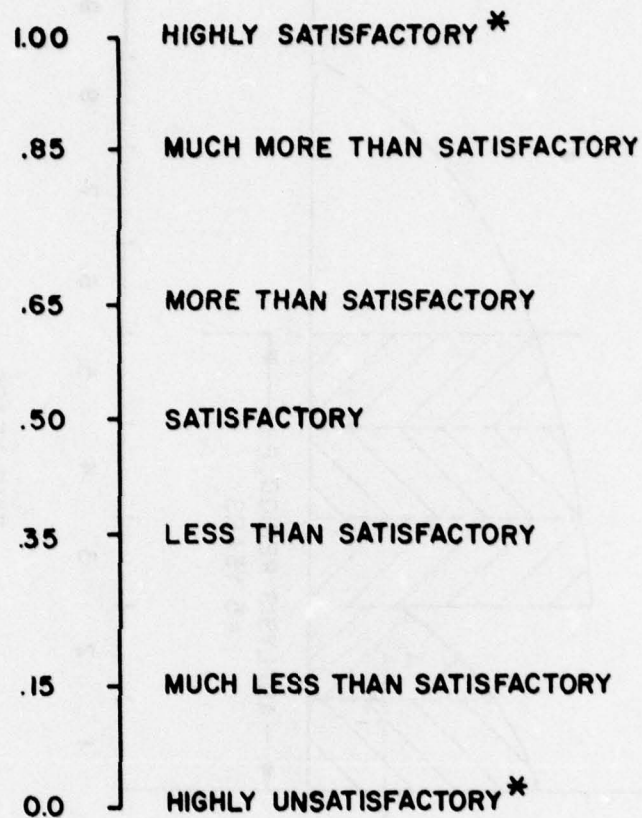 1.00 HIGHLY SATISFACTORY*
.85 MUCH MORE THAN SATISFACTORY
.65 MORE THAN SATISFACTORY
.50 SATISFACTORY
.35 LESS THAN SATISFACTORY
.15 MUCH LESS THAN SATISFACTORY
0.0 HIGHLY UNSATISFACTORY*